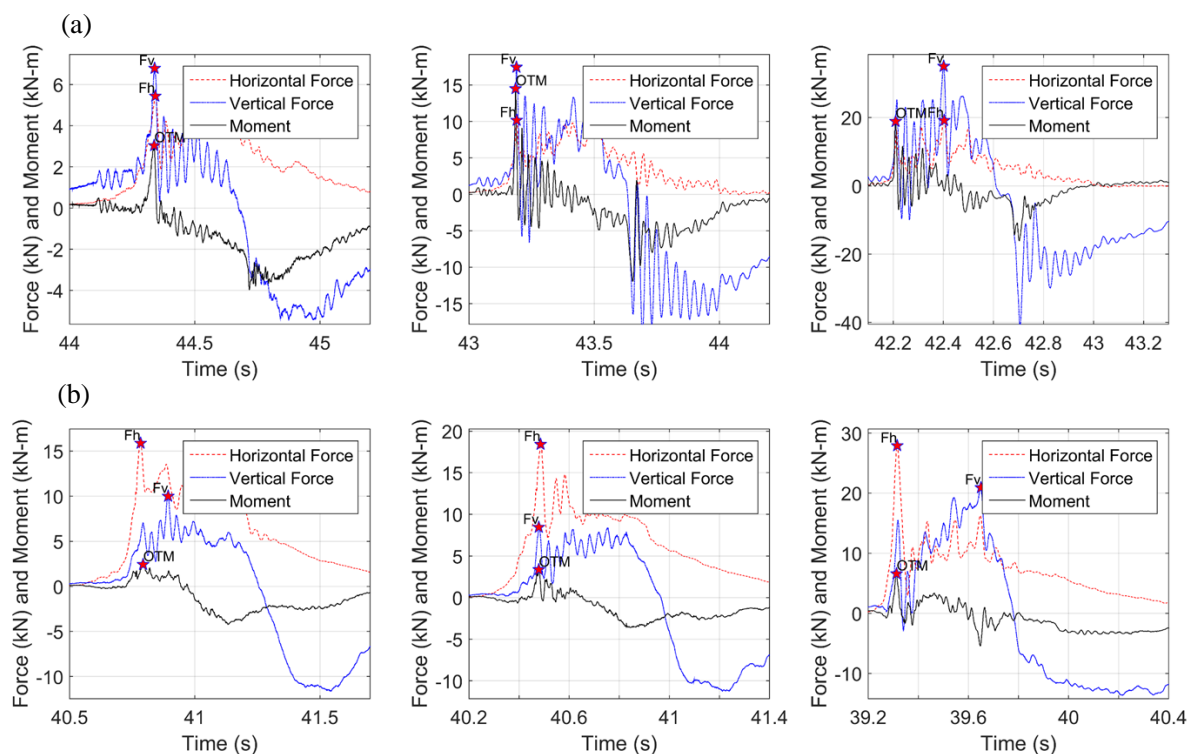 (a)
Force (kN) and Moment (kN-m)
6
4
2
0
-2
-4
44
44.5
45
Time (s)
Fv
Fh
OTM
Horizontal Force
Vertical Force
Moment
Force (kN) and Moment (kN-m)
15
10
5
0
-5
-10
-15
43
43.5
44
Time (s)
Fv
OTM
Fh
Horizontal Force
Vertical Force
Moment
Force (kN) and Moment (kN-m)
20
0
-20
-40
42.2
42.4
42.6
42.8
43
43.2
Time (s)
Fv
OTM
Fh
Horizontal Force
Vertical Force
Moment
(b)
Force (kN) and Moment (kN-m)
15
10
5
0
-5
-10
40.5
41
41.5
Time (s)
Fh
Fv
OTM
Horizontal Force
Vertical Force
Moment
Force (kN) and Moment (kN-m)
20
15
10
5
0
-5
-10
40.2
40.6
41
41.4
Time (s)
Fh
Fv
OTM
Horizontal Force
Vertical Force
Moment
Force (kN) and Moment (kN-m)
30
20
10
0
-10
39.2
39.6
40
40.4
Time (s)
Fh
Fv
OTM
Horizontal Force
Vertical Force
Moment